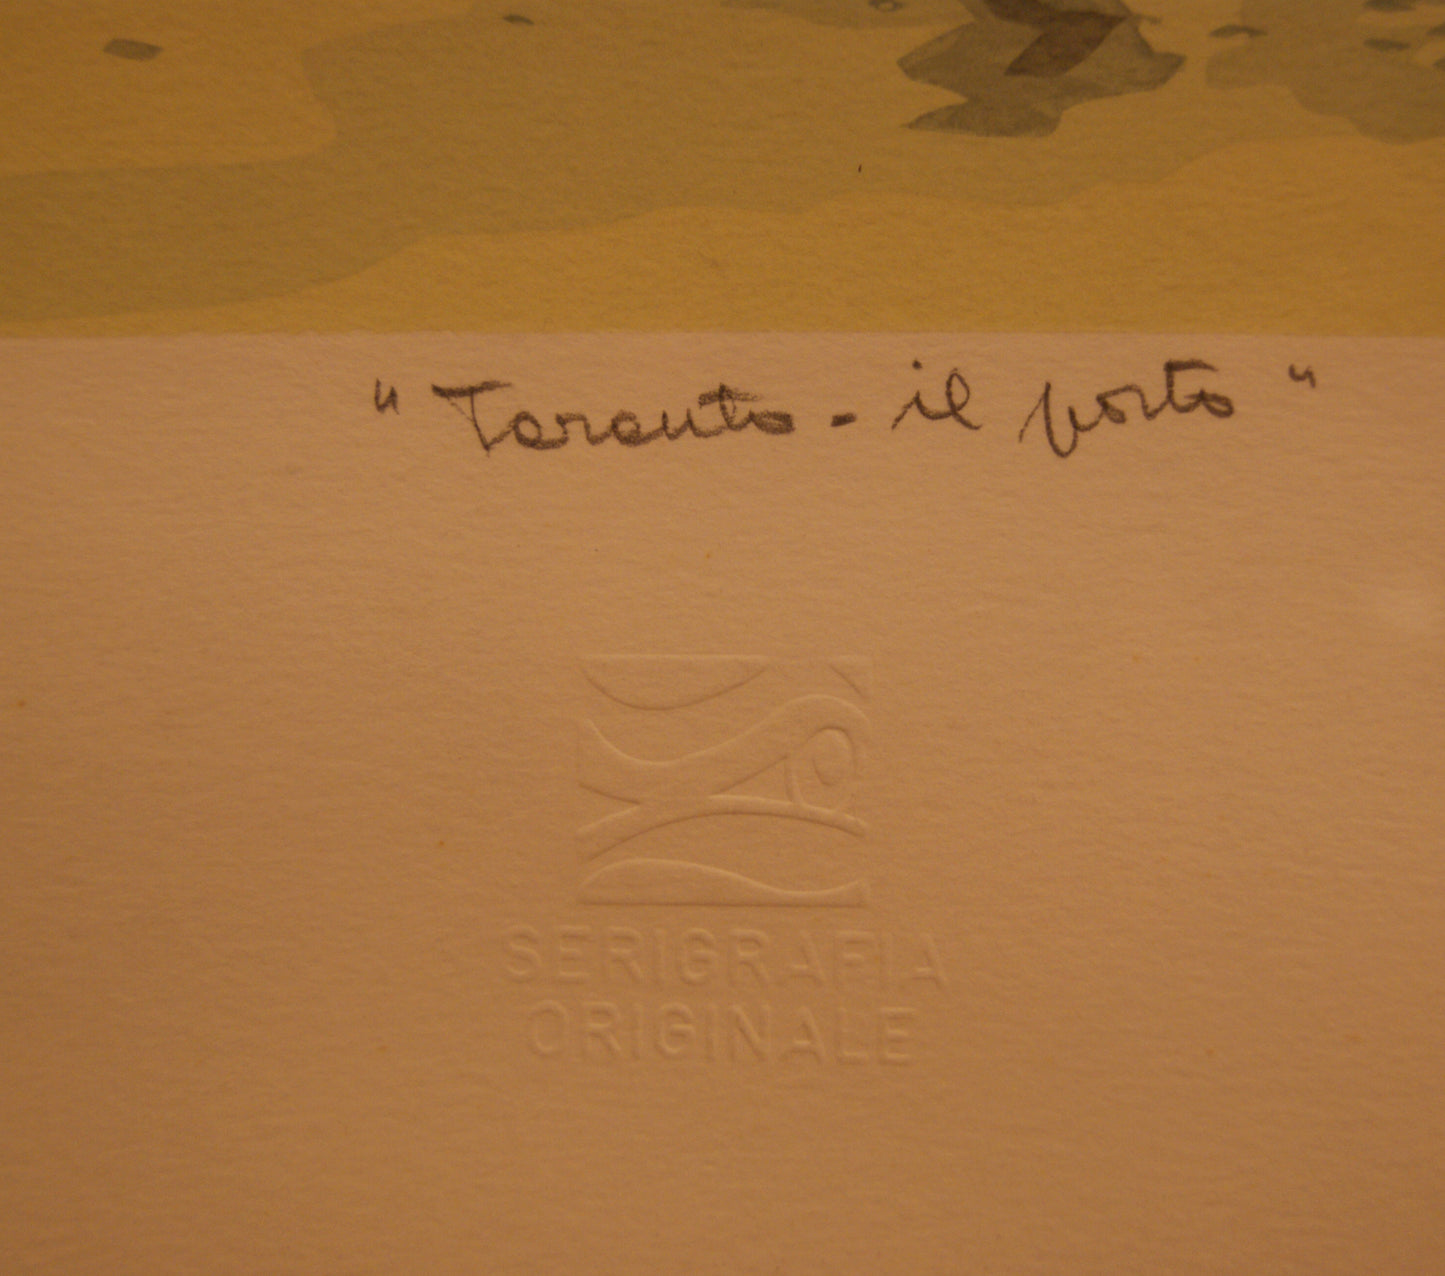 " Taranto - il porto "
SERIGRAFIA
ORIGINALE